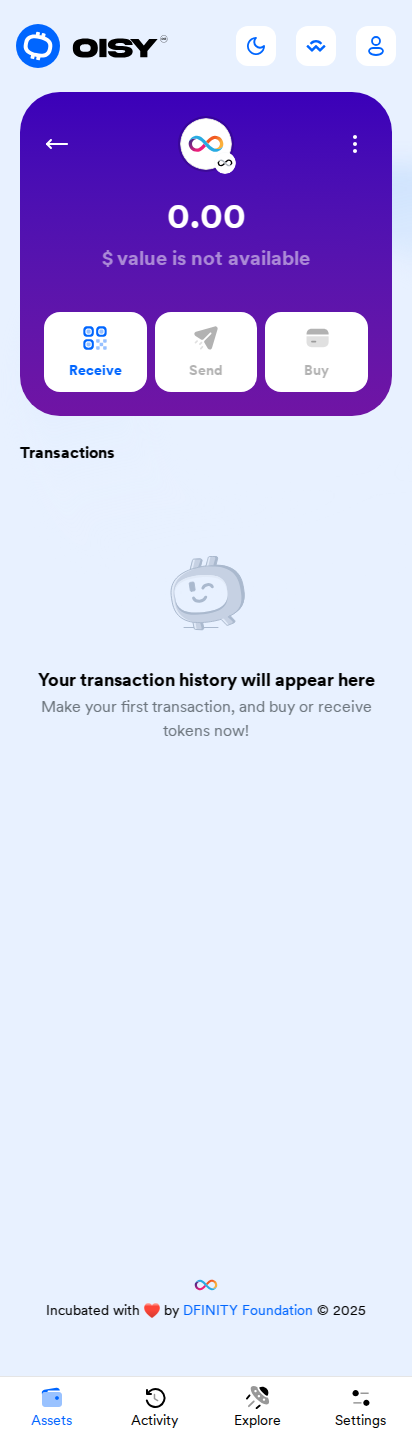 OISY
0.00
$ value is not available
Receive
Send
Buy
Transactions
Your transaction history will appear here
Make your first transaction, and buy or receive
tokens now!
Incubated with ❤️ by DFINITY Foundation © 2025
Assets
Activity
Explore
Settings